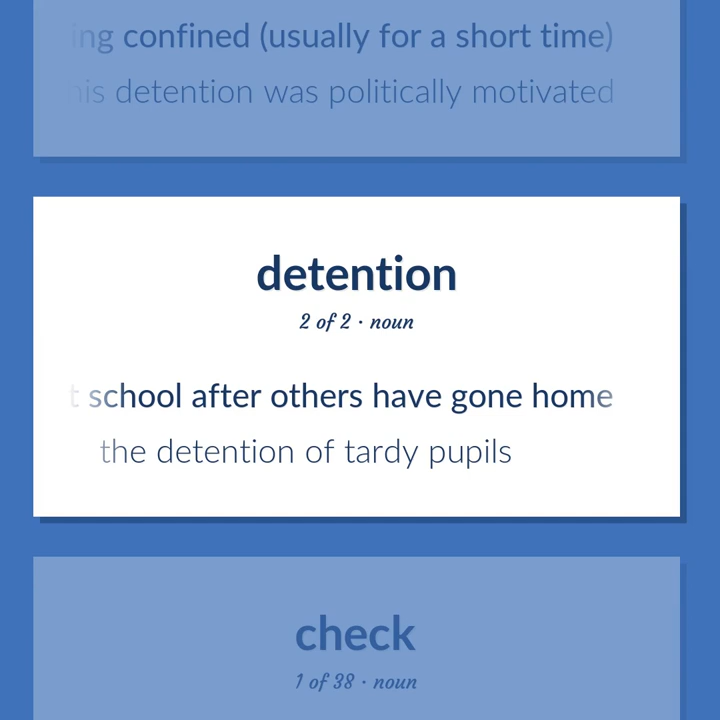 confined (usually for a short time)
detention was politically motivated
detention
2 of 2 · noun
school after others have gone home
the detention of tardy pupils
check
1 of 38 · noun